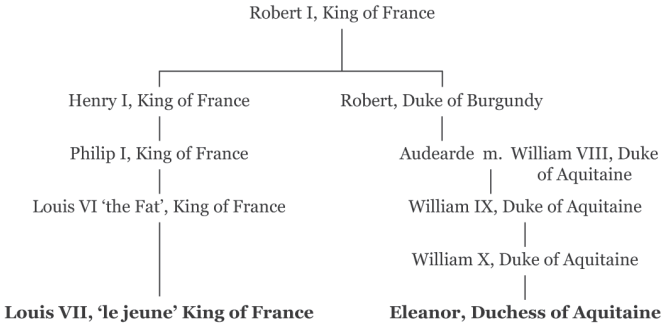 Robert I, King of France
Henry I, King of France
Robert, Duke of Burgundy
Philip I, King of France
Audearde m. William VIII, Duke
of Aquitaine
Louis VI ‘the Fat’, King of France
William IX, Duke of Aquitaine
William X, Duke of Aquitaine
Louis VII, ‘le jeune’ King of France
Eleanor, Duchess of Aquitaine